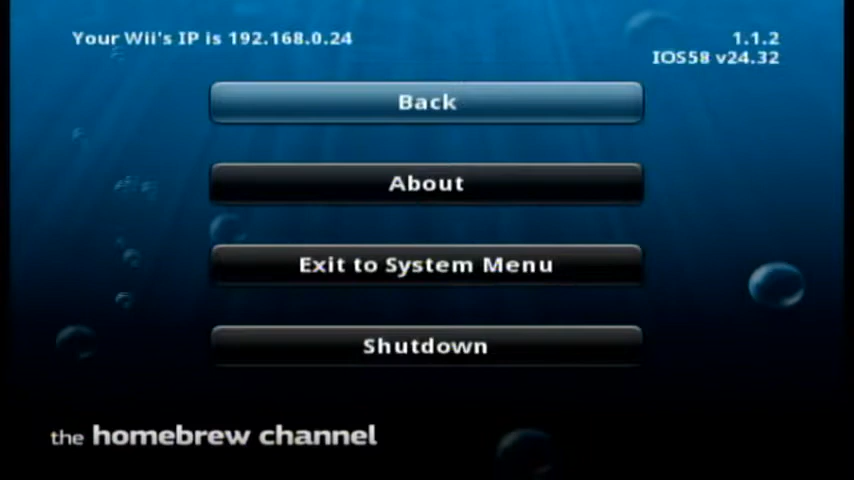 Your Wii's IP is 192.168.0.24
1.1.2
IOS58 v24.32
Back
About
Exit to System Menu
Shutdown
the homebrew channel